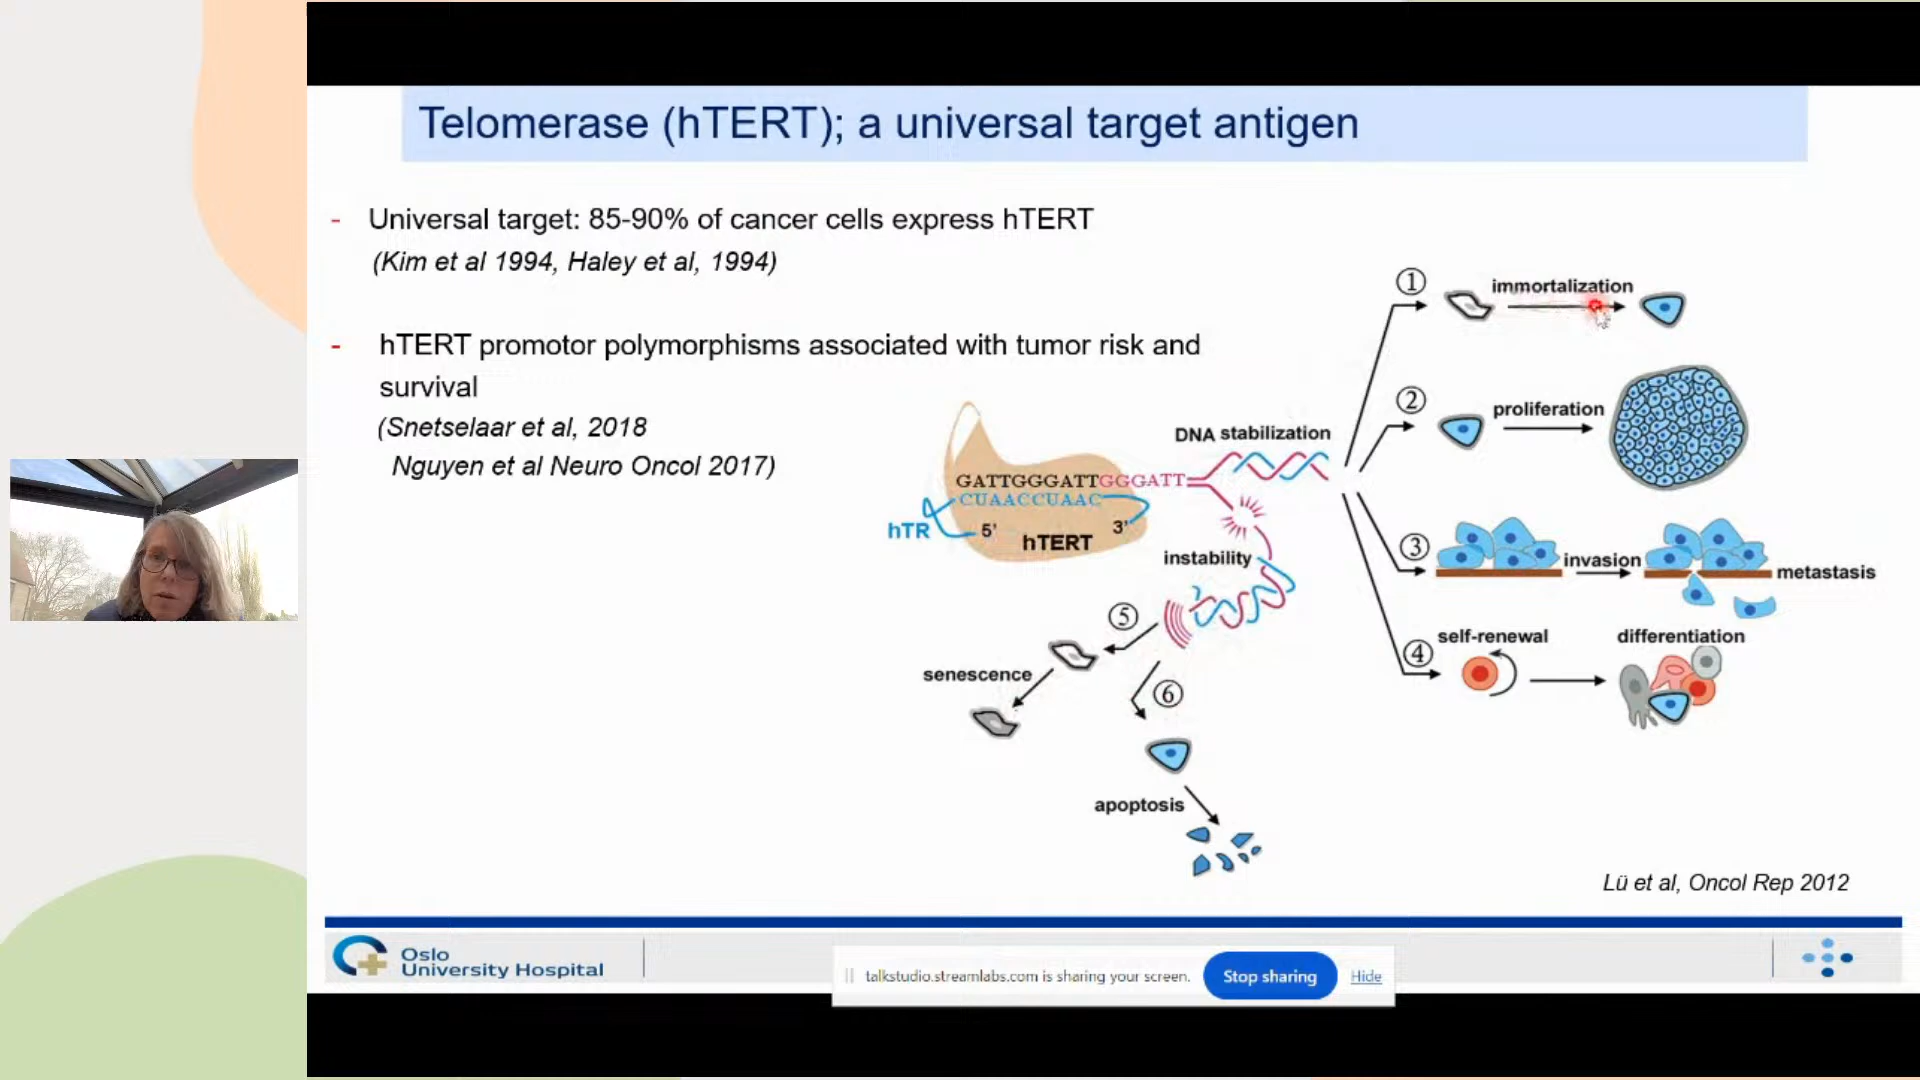 Telomerase (hTERT); a universal target antigen
- Universal target: 85-90% of cancer cells express hTERT
(Kim et al 1994, Haley et al, 1994)
- hTERT promotor polymorphisms associated with tumor risk and
survival
(Snetselaar et al, 2018
Nguyen et al Neuro Oncol 2017)
① immortalization
② proliferation
DNA stabilization
GATTGGGATTGGGATT
CUAACCUAAC
hTR 5' hTERT 3'
instability
③ invasion
metastasis
④ self-renewal differentiation
⑤
senescence
⑥
apoptosis
Lü et al, Oncol Rep 2012
Oslo
University Hospital
talkstudio.streamlabs.com is sharing your screen. Stop sharing Hide